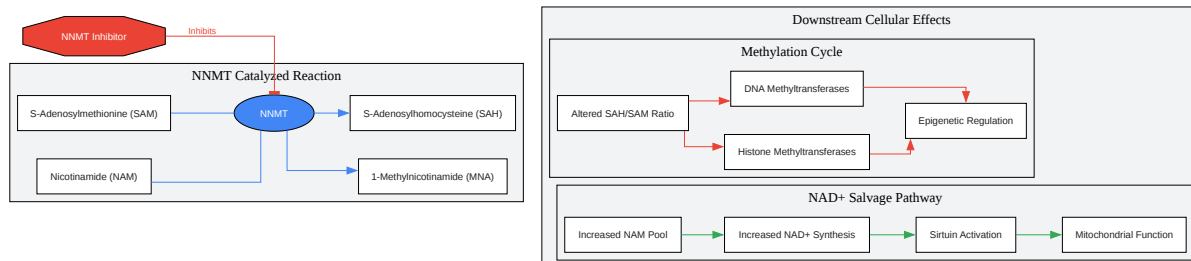 NNMT Inhibitor
Inhibits
NNMT Catalyzed Reaction
S-Adenosylmethionine (SAM)
NNMT
S-Adenosylhomocysteine (SAH)
Nicotinamide (NAM)
1-Methylnicotinamide (MNA)
Downstream Cellular Effects
Methylation Cycle
Altered SAH/SAM Ratio
DNA Methyltransferases
Histone Methyltransferases
Epigenetic Regulation
NAD+ Salvage Pathway
Increased NAM Pool
Increased NAD+ Synthesis
Sirtuin Activation
Mitochondrial Function